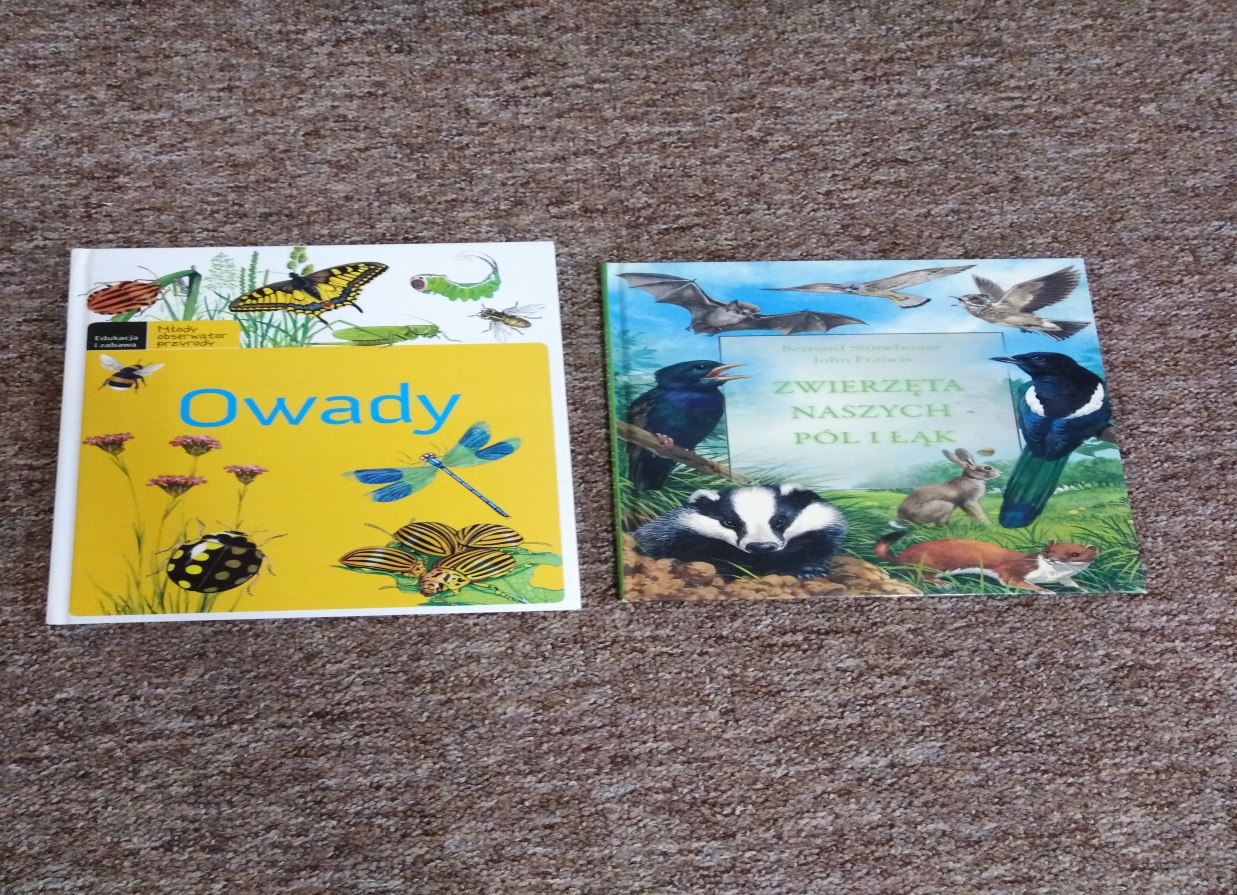 Edukacja
i zabawa
Młody
obserwator
przyrody
Owady
Bernard Stonehouse
John Francis
ZWIERZĘTA
NASZYCH
PÓL I ŁĄK